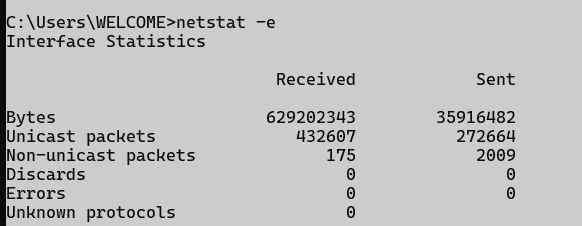 C:\Users\WELCOME>netstat -e
Interface Statistics
Received Sent
Bytes 629202343 35916482
Unicast packets 432607 272664
Non-unicast packets 175 2009
Discards 0 0
Errors 0 0
Unknown protocols 0